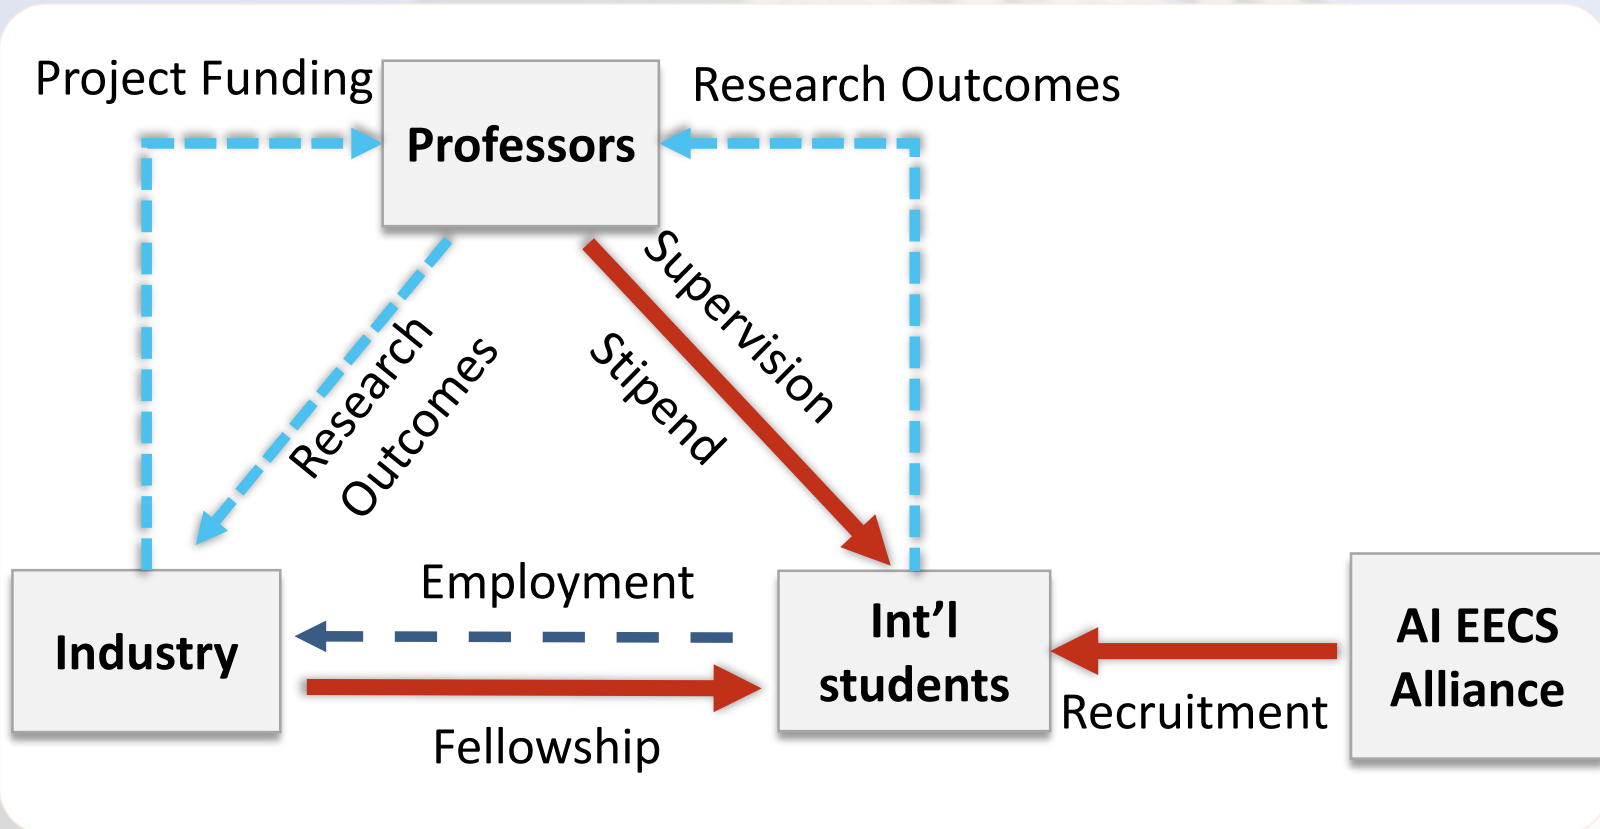 Project Funding
Professors
Research Outcomes
Supervision
Stipend
Research
Outcomes
Employment
Industry
Int’l
students
AI EECS
Alliance
Recruitment
Fellowship